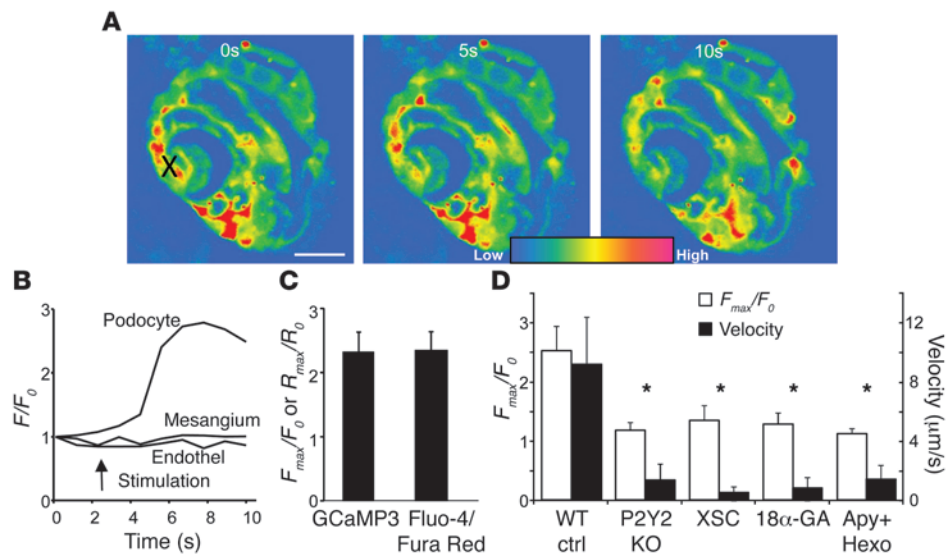 A
0s
5s
10s
X
Low
High
B
3
2
1
0
F/F0
Podocyte
Mesangium
Endothel
Stimulation
0 2 4 6 8 10
Time (s)
C
3
2
1
0
Fmax/F0 or Rmax/R0
GCaMP3
Fluo-4/
Fura Red
D
Fmax/F0
Velocity
3
2
1
0
Fmax/F0
* * * *
12
8
4
0
Velocity (μm/s)
WT P2Y2 XSC 18α-GA Apy+
ctrl KO Hexo